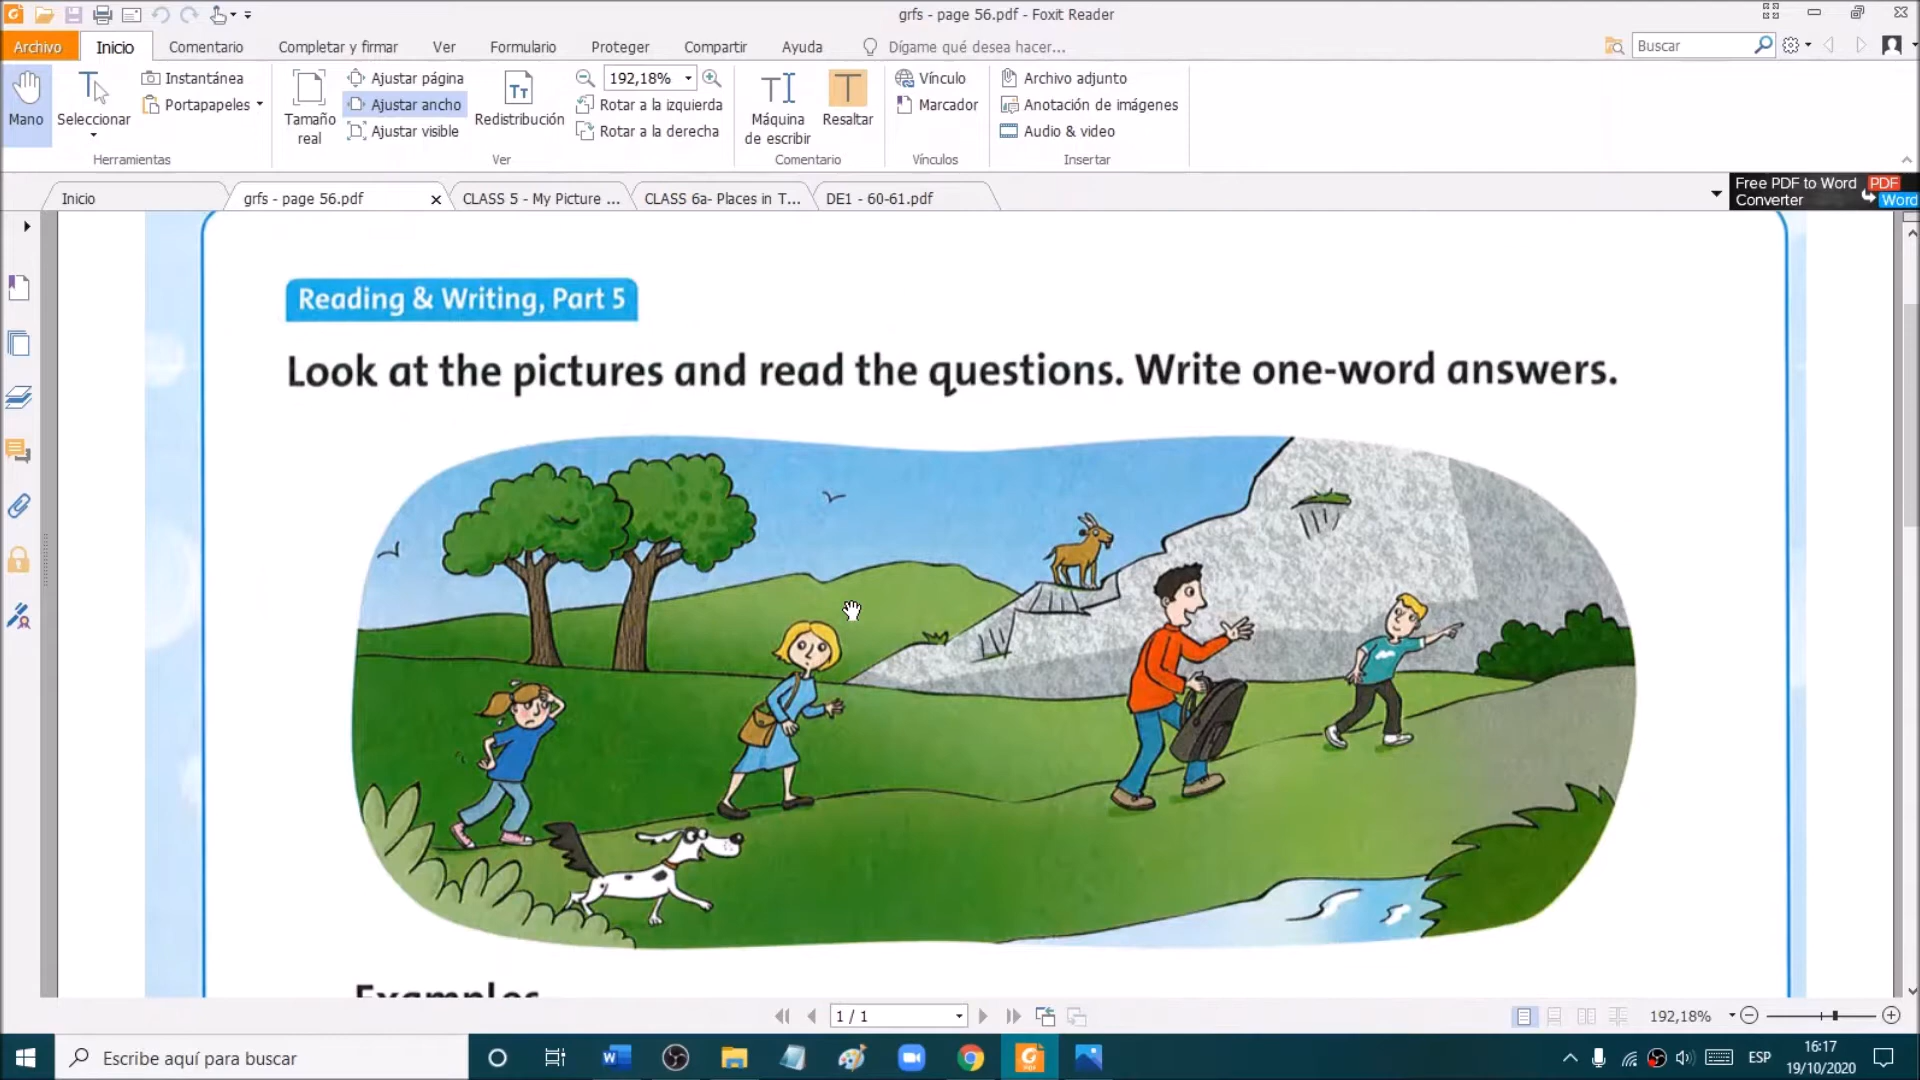 grfs - page 56.pdf - Foxit Reader
Archivo Inicio Comentario Completar y firmar Ver Formulario Proteger Compartir Ayuda Dígame qué desea hacer... Buscar
Mano
Seleccionar
Instantánea
Portapapeles
Herramientas
Tamaño real
Ajustar página
Ajustar ancho
Ajustar visible
Redistribución
192,18%
Rotar a la izquierda
Rotar a la derecha
Ver
Máquina de escribir
Resaltar
Comentario
Vínculo
Marcador
Vínculos
Archivo adjunto
Anotación de imágenes
Audio & video
Insertar
Inicio grfs - page 56.pdf CLASS 5 - My Picture ... CLASS 6a- Places in T... DE1 - 60-61.pdf
Free PDF to Word PDF
Converter Word
Reading & Writing, Part 5
Look at the pictures and read the questions. Write one-word answers.
Examples
1 / 1
192,18%
Escribe aquí para buscar
ESP
16:17
19/10/2020